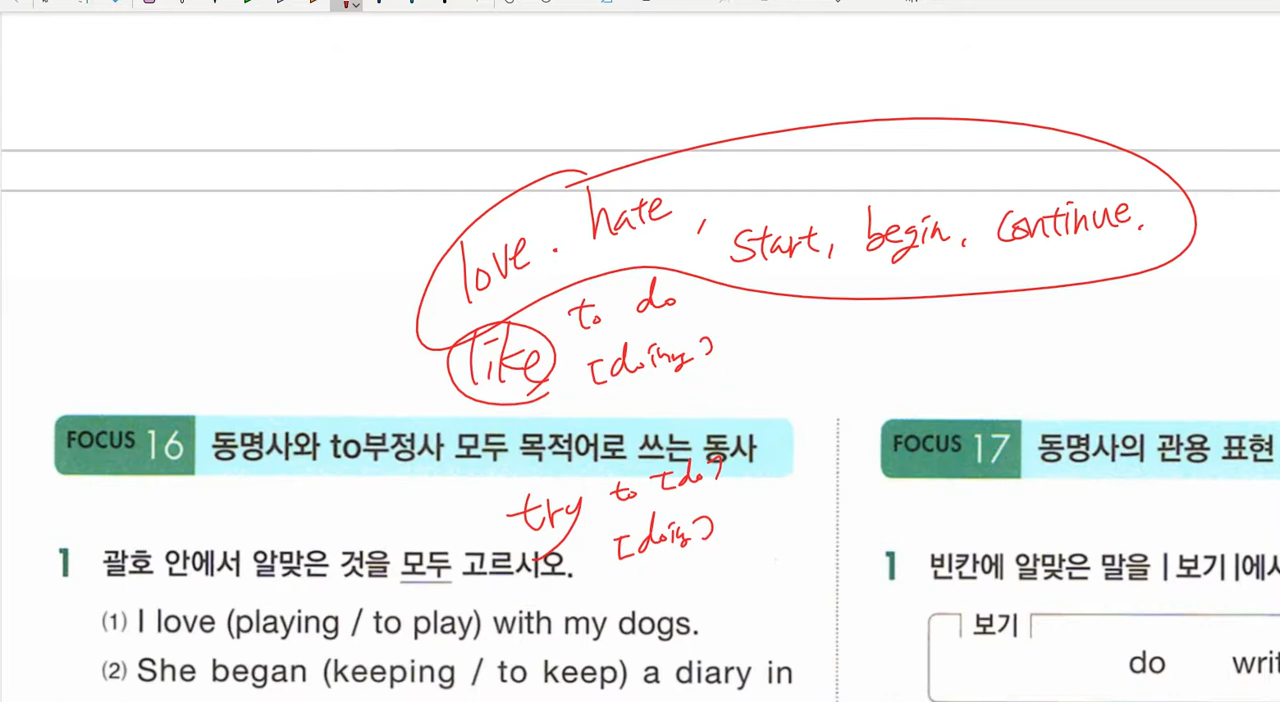 love. hate, start, begin, continue.
like to do
[doing]
FOCUS 16 동명사와 to부정사 모두 목적어로 쓰는 동사
try to [do]
[doing]
1 괄호 안에서 알맞은 것을 모두 고르시오.
(1) I love (playing / to play) with my dogs.
(2) She began (keeping / to keep) a diary in
FOCUS 17 동명사의 관용 표현
1 빈칸에 알맞은 말을 |보기|에서
보기
do writ